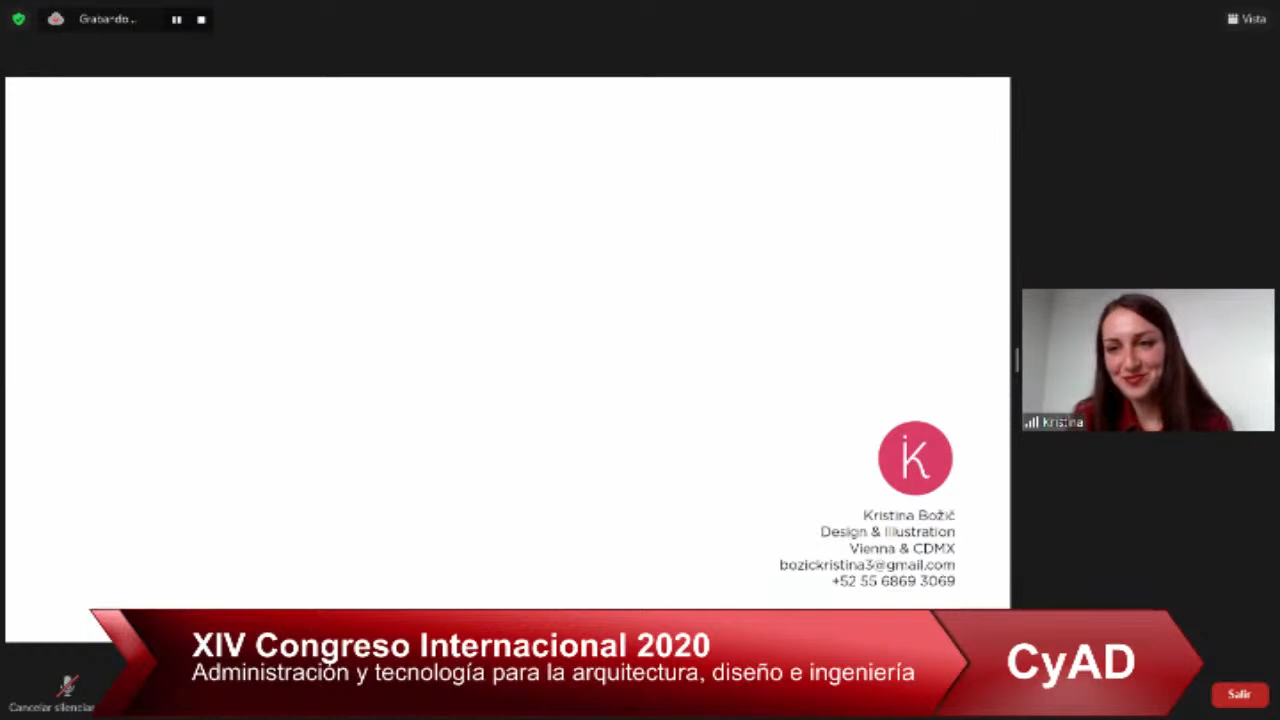 Grabando...
Vista
kristina
K
Kristina Božič
Design & Illustration
Vienna & CDMX
bozickristina3@gmail.com
+52 55 6869 3069
XIV Congreso Internacional 2020
Administración y tecnología para la arquitectura, diseño e ingeniería
CyAD
Cancelar silenciar
Salir